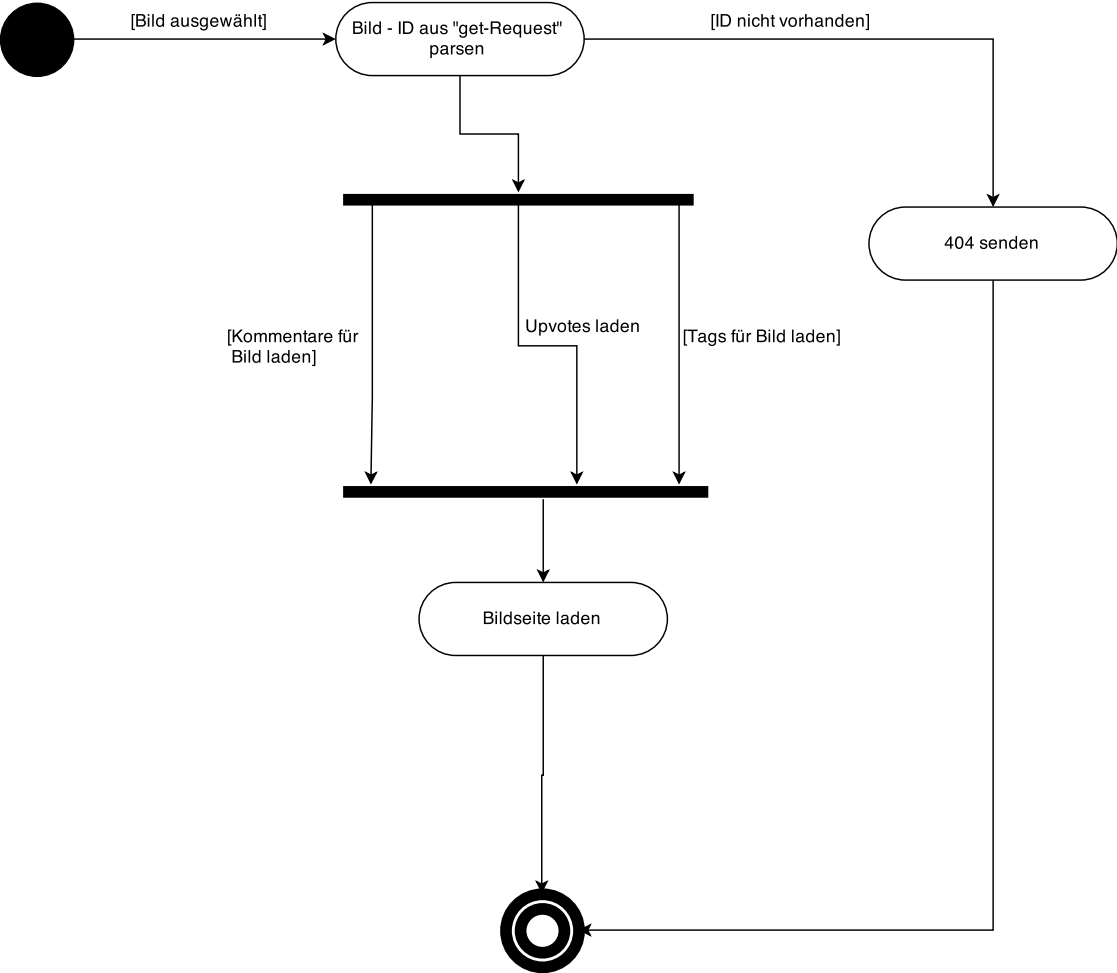 [Bild ausgewählt]
Bild - ID aus "get-Request"
parsen
[ID nicht vorhanden]
404 senden
[Kommentare für
Bild laden]
Upvotes laden
[Tags für Bild laden]
Bildseite laden